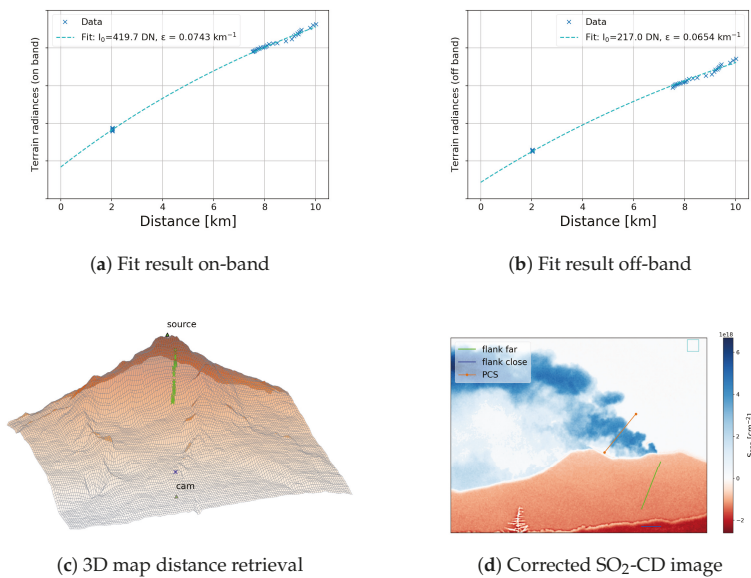 Data
Fit: I₀=419.7 DN, ε = 0.0743 km⁻¹
Terrain radiances (on band)
0 2 4 6 8 10
Distance [km]
(a) Fit result on-band
Data
Fit: I₀=217.0 DN, ε = 0.0654 km⁻¹
Terrain radiances (off band)
0 2 4 6 8 10
Distance [km]
(b) Fit result off-band
source
cam
(c) 3D map distance retrieval
flank far
flank close
PCS
1e18
6
4
2
0
−2
[cm⁻²]
(d) Corrected SO₂-CD image